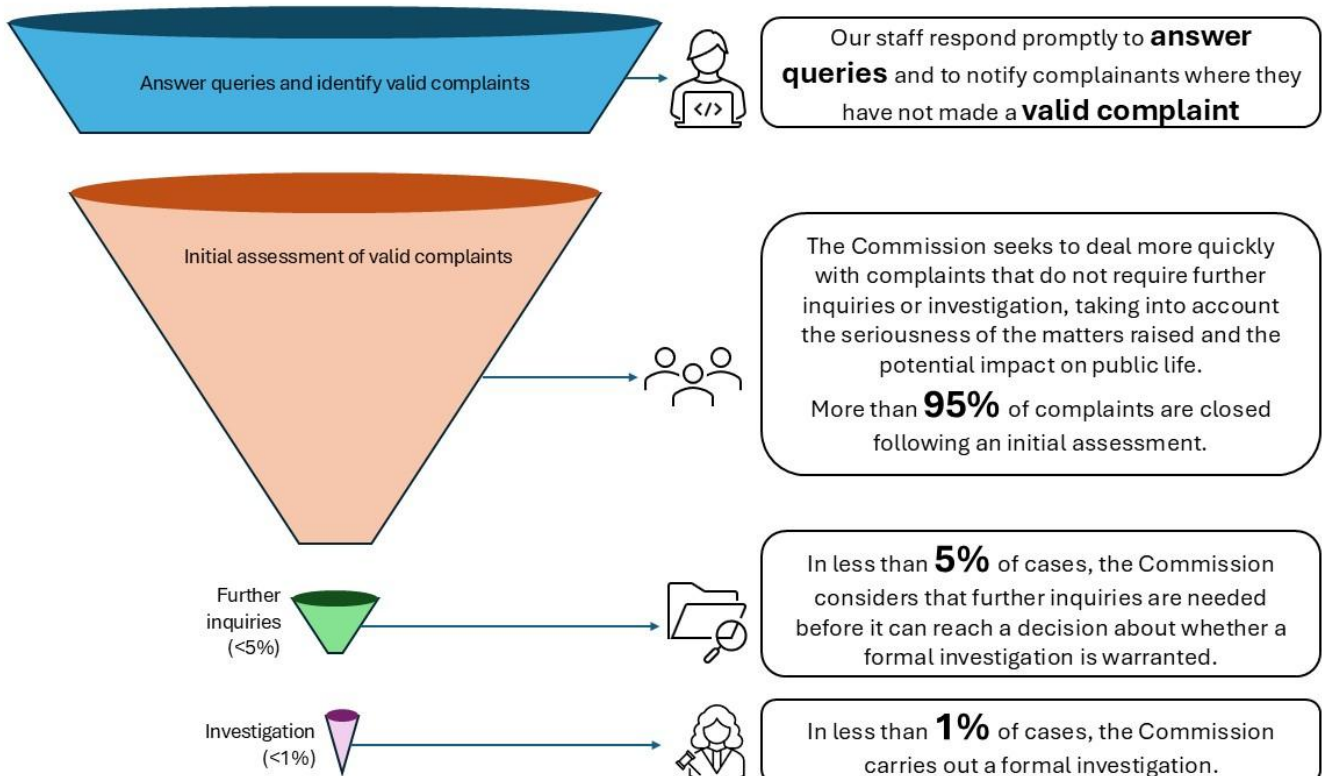 Answer queries and identify valid complaints
</>
Our staff respond promptly to answer
queries and to notify complainants where they
have not made a valid complaint
Initial assessment of valid complaints
The Commission seeks to deal more quickly
with complaints that do not require further
inquiries or investigation, taking into account
the seriousness of the matters raised and the
potential impact on public life.
More than 95% of complaints are closed
following an initial assessment.
Further
inquiries
(<5%)
In less than 5% of cases, the Commission
considers that further inquiries are needed
before it can reach a decision about whether a
formal investigation is warranted.
Investigation
(<1%)
In less than 1% of cases, the Commission
carries out a formal investigation.